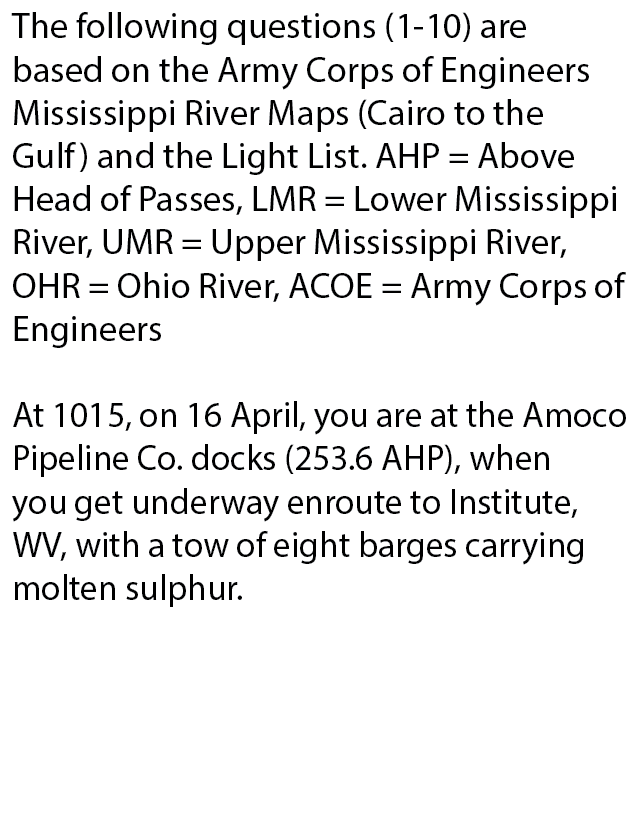 The following questions (1-10) are
based on the Army Corps of Engineers
Mississippi River Maps (Cairo to the
Gulf) and the Light List. AHP = Above
Head of Passes, LMR = Lower Mississippi
River, UMR = Upper Mississippi River,
OHR = Ohio River, ACOE = Army Corps of
Engineers
At 1015, on 16 April, you are at the Amoco
Pipeline Co. docks (253.6 AHP), when
you get underway enroute to Institute,
WV, with a tow of eight barges carrying
molten sulphur.